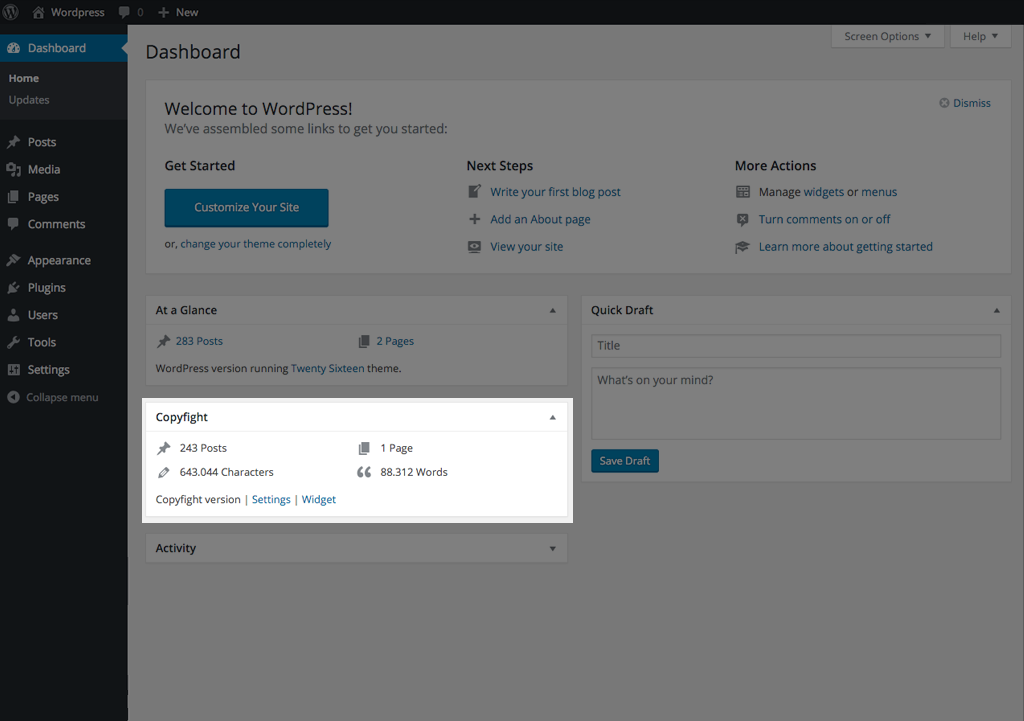 Wordpress 0 New
Screen Options Help
Dashboard
Home
Updates
Posts
Media
Pages
Comments
Appearance
Plugins
Users
Tools
Settings
Collapse menu
Dashboard
Welcome to WordPress!
Dismiss
We've assembled some links to get you started:
Get Started
Customize Your Site
or, change your theme completely
Next Steps
Write your first blog post
Add an About page
View your site
More Actions
Manage widgets or menus
Turn comments on or off
Learn more about getting started
At a Glance
283 Posts 2 Pages
WordPress version running Twenty Sixteen theme.
Copyfight
243 Posts 1 Page
643.044 Characters 88.312 Words
Copyfight version | Settings | Widget
Activity
Quick Draft
Title
What's on your mind?
Save Draft